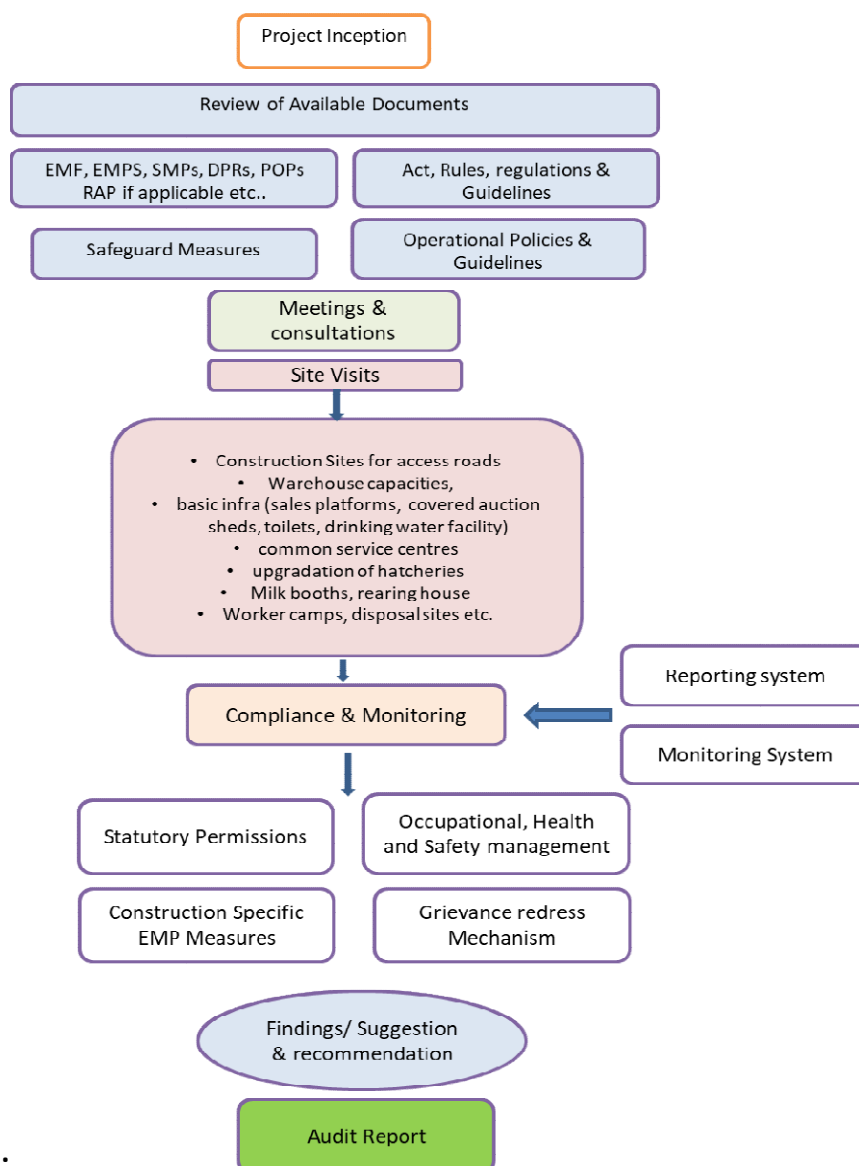 Project Inception
Review of Available Documents
EMF, EMPS, SMPs, DPRs, POPs
RAP if applicable etc..
Act, Rules, regulations &
Guidelines
Safeguard Measures
Operational Policies &
Guidelines
Meetings &
consultations
Site Visits
• Construction Sites for access roads
• Warehouse capacities,
• basic infra (sales platforms, covered auction
sheds, toilets, drinking water facility)
• common service centres
• upgradation of hatcheries
• Milk booths, rearing house
• Worker camps, disposal sites etc.
Reporting system
Compliance & Monitoring
Monitoring System
Statutory Permissions
Occupational, Health
and Safety management
Construction Specific
EMP Measures
Grievance redress
Mechanism
Findings/ Suggestion
& recommendation
Audit Report
.